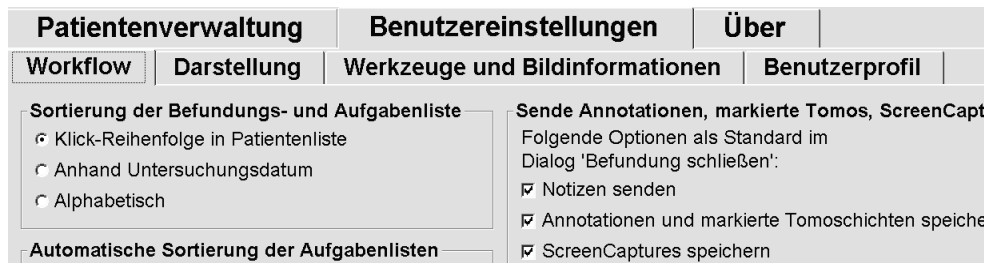 Patientenverwaltung Benutzereinstellungen Über
Workflow Darstellung Werkzeuge und Bildinformationen Benutzerprofil
Sortierung der Befundungs- und Aufgabenliste
Klick-Reihenfolge in Patientenliste
Anhand Untersuchungsdatum
Alphabetisch
Automatische Sortierung der Aufgabenlisten
Sende Annotationen, markierte Tomos, ScreenCapt
Folgende Optionen als Standard im
Dialog 'Befundung schließen':
Notizen senden
Annotationen und markierte Tomoschichten speiche
ScreenCaptures speichern